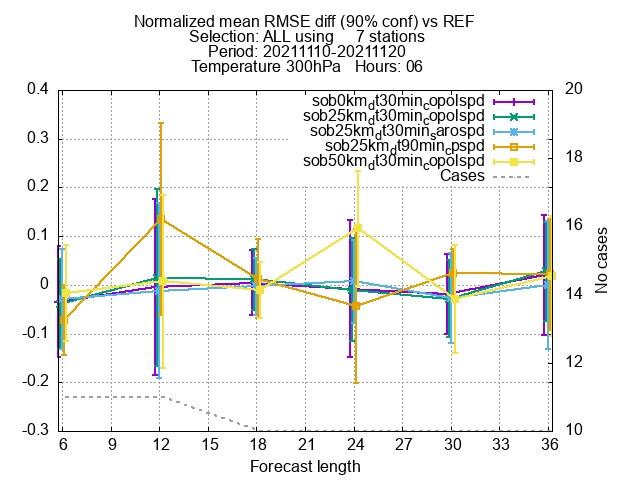 Normalized mean RMSE diff (90% conf) vs REF
Selection: ALL using 7 stations
Period: 20211110-20211120
Temperature 300hPa Hours: 06
0.4
0.3
0.2
0.1
0
-0.1
-0.2
-0.3
20
18
16
14
12
10
No cases
sob0km_dt30min_copolspd
sob25km_dt30min_copolspd
sob25km_dt30min_sarospd
sob25km_dt90min_cpspd
sob50km_dt30min_copolspd
Cases
6 9 12 15 18 21 24 27 30 33 36
Forecast length